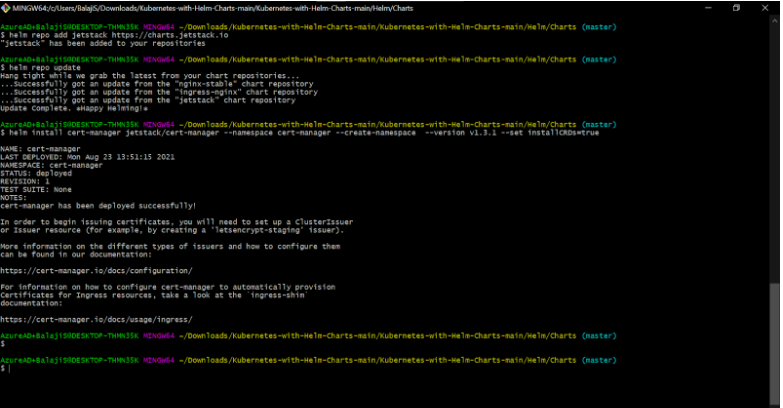 MINGW64:/c/Users/BalajiS/Downloads/Kubernetes-with-Helm-Charts-main/Kubernetes-with-Helm-Charts-main/Helm/Charts
AzureAD+BalajiS@DESKTOP-THMN35K MINGW64 ~/Downloads/Kubernetes-with-Helm-Charts-main/Kubernetes-with-Helm-Charts-main/Helm/Charts (master)
$ helm repo add jetstack https://charts.jetstack.io
"jetstack" has been added to your repositories
AzureAD+BalajiS@DESKTOP-THMN35K MINGW64 ~/Downloads/Kubernetes-with-Helm-Charts-main/Kubernetes-with-Helm-Charts-main/Helm/Charts (master)
$ helm repo update
Hang tight while we grab the latest from your chart repositories...
...Successfully got an update from the "nginx-stable" chart repository
...Successfully got an update from the "ingress-nginx" chart repository
...Successfully got an update from the "jetstack" chart repository
Update Complete. ⎈Happy Helming!⎈
AzureAD+BalajiS@DESKTOP-THMN35K MINGW64 ~/Downloads/Kubernetes-with-Helm-Charts-main/Kubernetes-with-Helm-Charts-main/Helm/Charts (master)
$ helm install cert-manager jetstack/cert-manager --namespace cert-manager --create-namespace  --version v1.3.1 --set installCRDs=true
NAME: cert-manager
LAST DEPLOYED: Mon Aug 23 13:51:15 2021
NAMESPACE: cert-manager
STATUS: deployed
REVISION: 1
TEST SUITE: None
NOTES:
cert-manager has been deployed successfully!
In order to begin issuing certificates, you will need to set up a ClusterIssuer
or Issuer resource (for example, by creating a 'letsencrypt-staging' issuer).
More information on the different types of issuers and how to configure them
can be found in our documentation:
https://cert-manager.io/docs/configuration/
For information on how to configure cert-manager to automatically provision
Certificates for Ingress resources, take a look at the `ingress-shim`
documentation:
https://cert-manager.io/docs/usage/ingress/
AzureAD+BalajiS@DESKTOP-THMN35K MINGW64 ~/Downloads/Kubernetes-with-Helm-Charts-main/Kubernetes-with-Helm-Charts-main/Helm/Charts (master)
$
AzureAD+BalajiS@DESKTOP-THMN35K MINGW64 ~/Downloads/Kubernetes-with-Helm-Charts-main/Kubernetes-with-Helm-Charts-main/Helm/Charts (master)
$